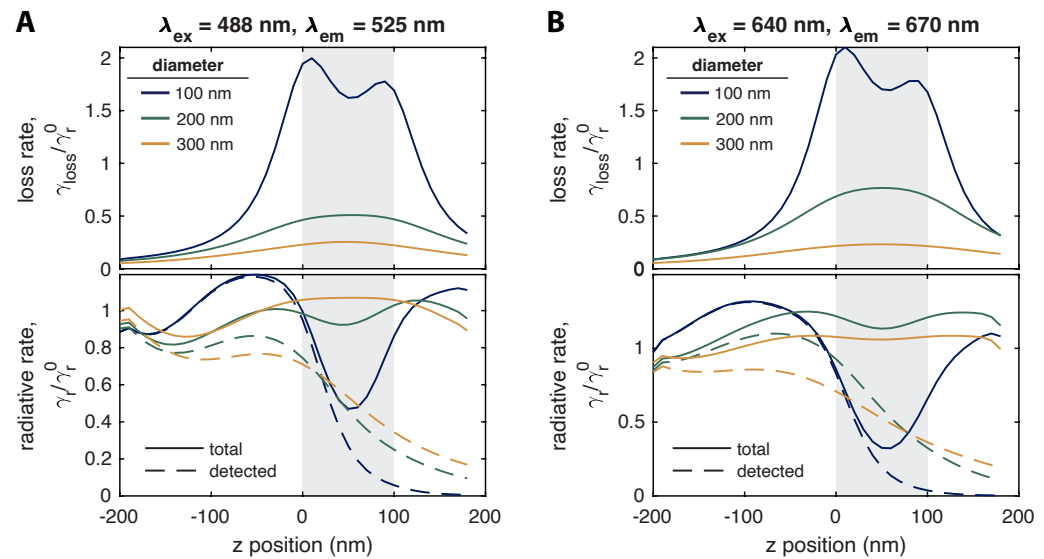 A
λex = 488 nm, λem = 525 nm
2
1.5
1
0.5
0
loss rate,
γloss/γr0
diameter
100 nm
200 nm
300 nm
1
0.8
0.6
0.4
0.2
0
radiative rate,
γr/γr0
total
detected
-200 -100 0 100 200
z position (nm)
B
λex = 640 nm, λem = 670 nm
2
1.5
1
0.5
0
loss rate,
γloss/γr0
diameter
100 nm
200 nm
300 nm
0
1
0.5
0
radiative rate,
γr/γr0
total
detected
-200 -100 0 100 200
z position (nm)